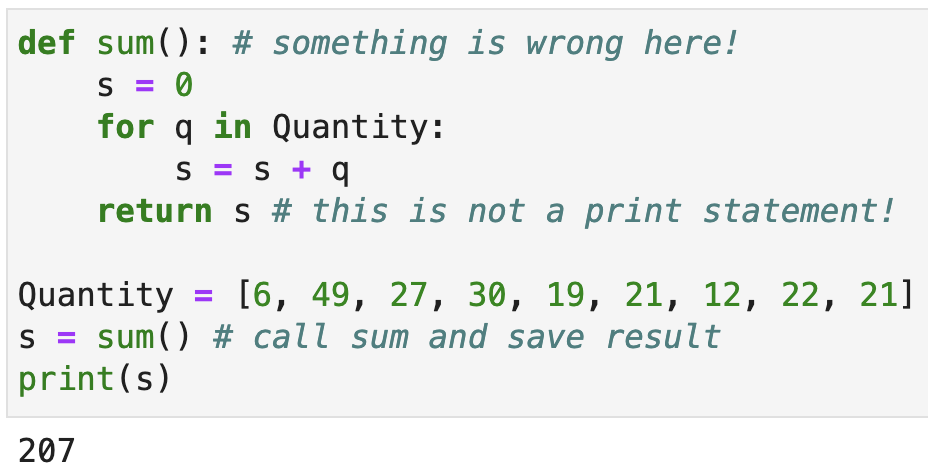 def sum(): # something is wrong here!
    s = 0
    for q in Quantity:
        s = s + q
    return s # this is not a print statement!

Quantity = [6, 49, 27, 30, 19, 21, 12, 22, 21]
s = sum() # call sum and save result
print(s)
207